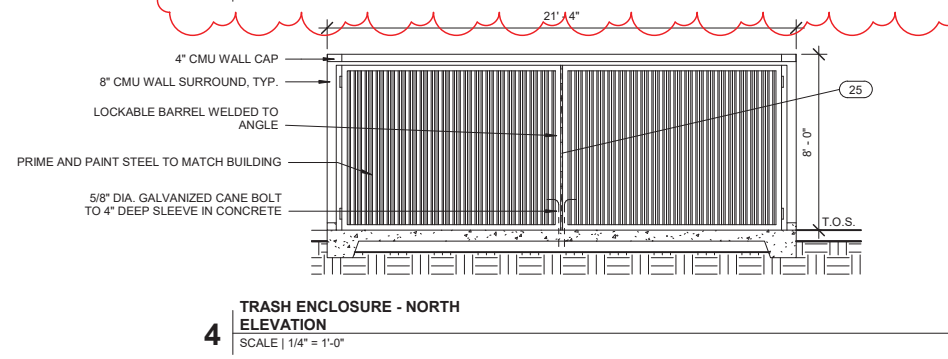 21' - 4"
4" CMU WALL CAP
8" CMU WALL SURROUND, TYP.
25
LOCKABLE BARREL WELDED TO
ANGLE
8' - 0"
PRIME AND PAINT STEEL TO MATCH BUILDING
5/8" DIA. GALVANIZED CANE BOLT
TO 4" DEEP SLEEVE IN CONCRETE
T.O.S.
TRASH ENCLOSURE - NORTH
ELEVATION
4
SCALE | 1/4" = 1'-0"